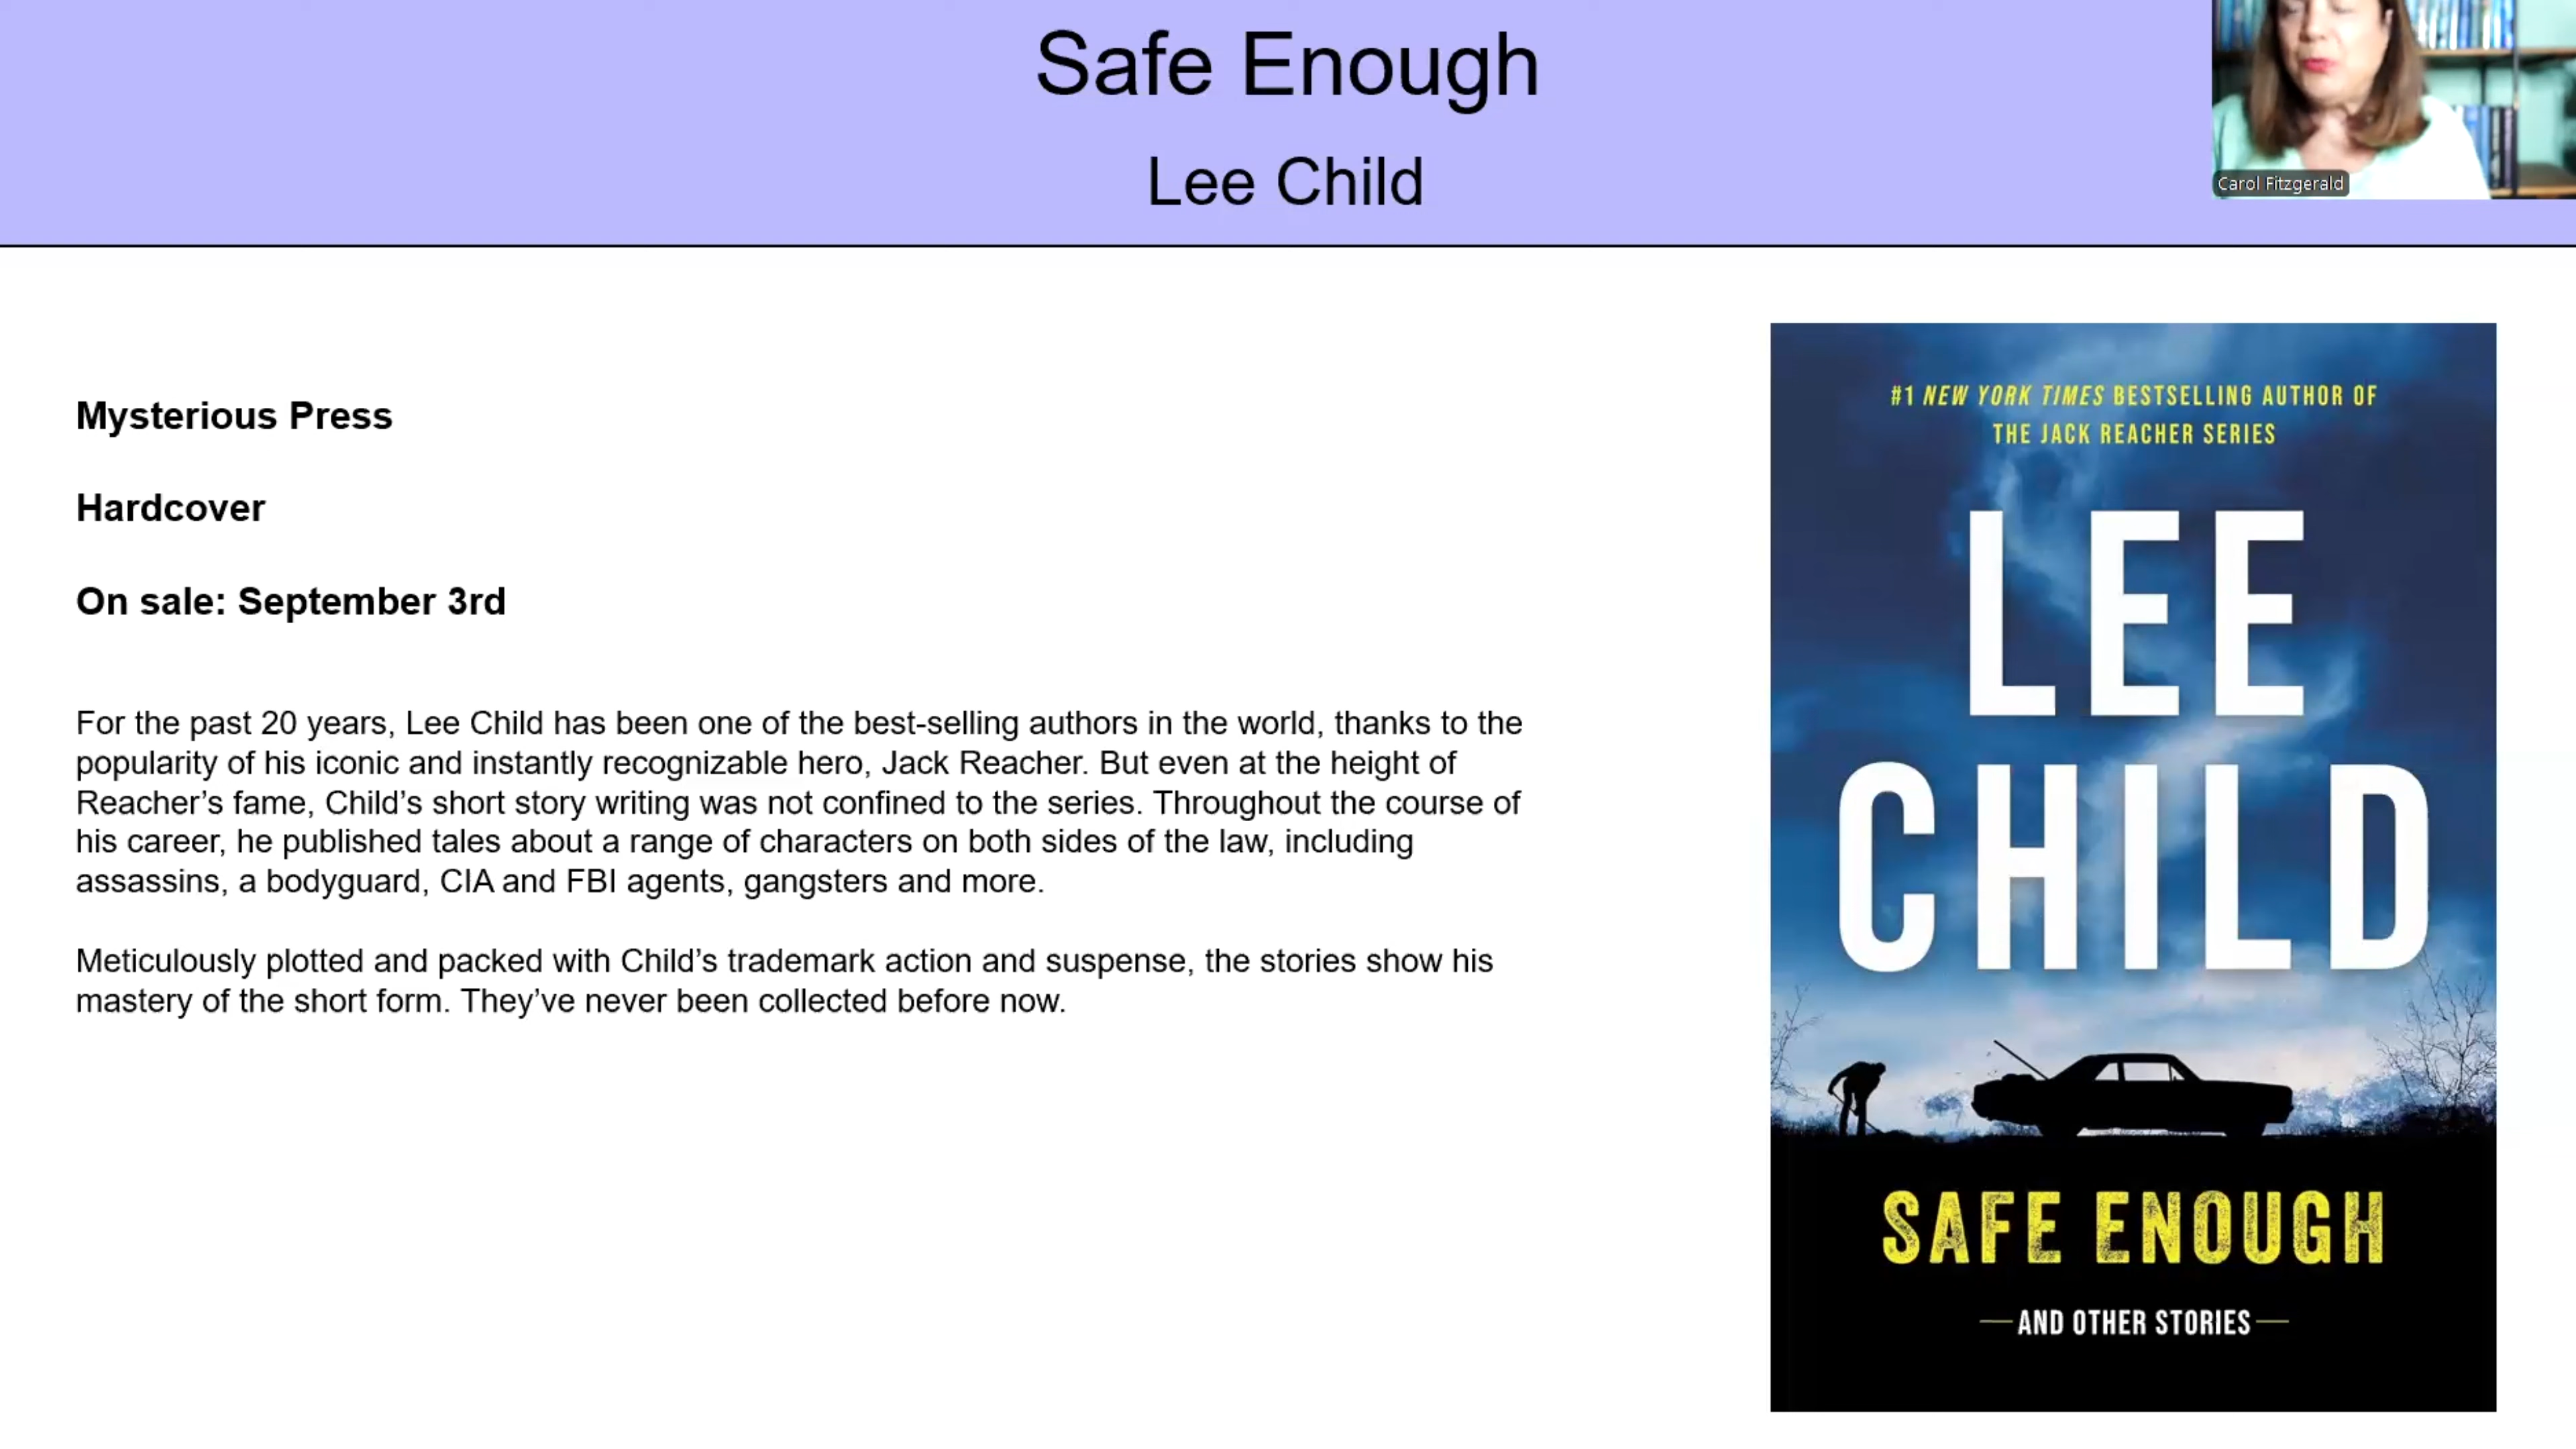 Safe Enough
Lee Child
Carol Fitzgerald
Mysterious Press
Hardcover
On sale: September 3rd
For the past 20 years, Lee Child has been one of the best-selling authors in the world, thanks to the
popularity of his iconic and instantly recognizable hero, Jack Reacher. But even at the height of
Reacher’s fame, Child’s short story writing was not confined to the series. Throughout the course of
his career, he published tales about a range of characters on both sides of the law, including
assassins, a bodyguard, CIA and FBI agents, gangsters and more.
Meticulously plotted and packed with Child’s trademark action and suspense, the stories show his
mastery of the short form. They’ve never been collected before now.
#1 NEW YORK TIMES BESTSELLING AUTHOR OF
THE JACK REACHER SERIES
LEE
CHILD
SAFE ENOUGH
—AND OTHER STORIES—